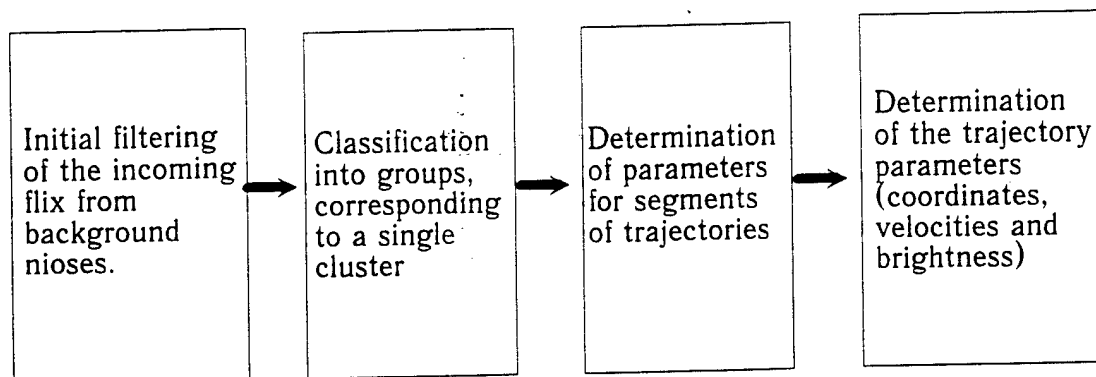 Initial filtering
of the incoming
flix from
background
nioses.
Classification
into groups,
corresponding
to a single
cluster
Determination
of parameters
for segments
of trajectories
Determination
of the trajectory
parameters
(coordinates,
velocities and
brightness)